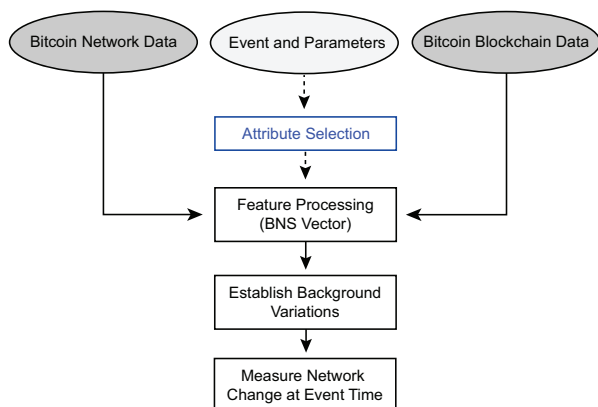 Bitcoin Network Data
Event and Parameters
Bitcoin Blockchain Data
Attribute Selection
Feature Processing
(BNS Vector)
Establish Background
Variations
Measure Network
Change at Event Time